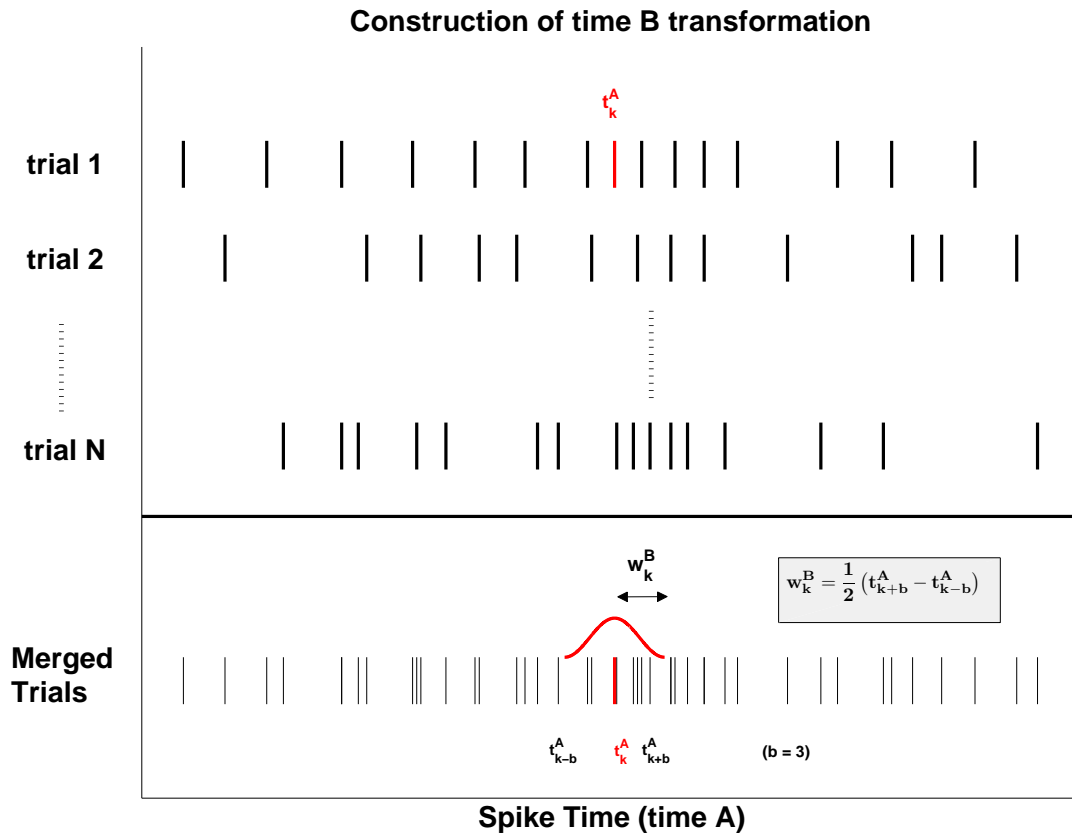 Construction of time B transformation
t_k^A
trial 1
trial 2
trial N
w_k^B
w_k^B = \frac{1}{2} (t_{k+b}^A − t_{k−b}^A)
Merged
Trials
t_{k−b}^A t_k^A t_{k+b}^A (b = 3)
Spike Time (time A)